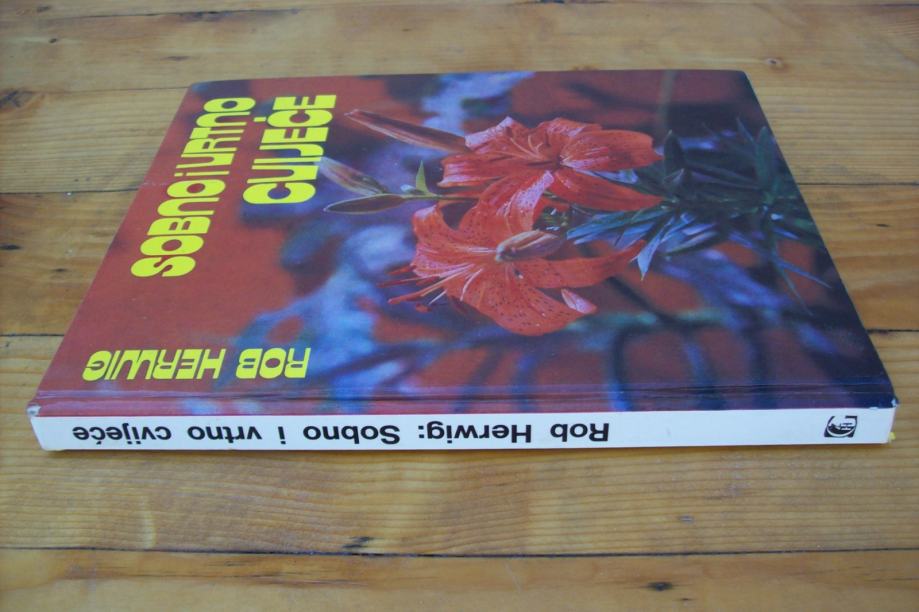 SOBNO i VRTNO
CVIJEĆE
ROB HERWIG
Rob Herwig: Sobno i vrtno cvijeće